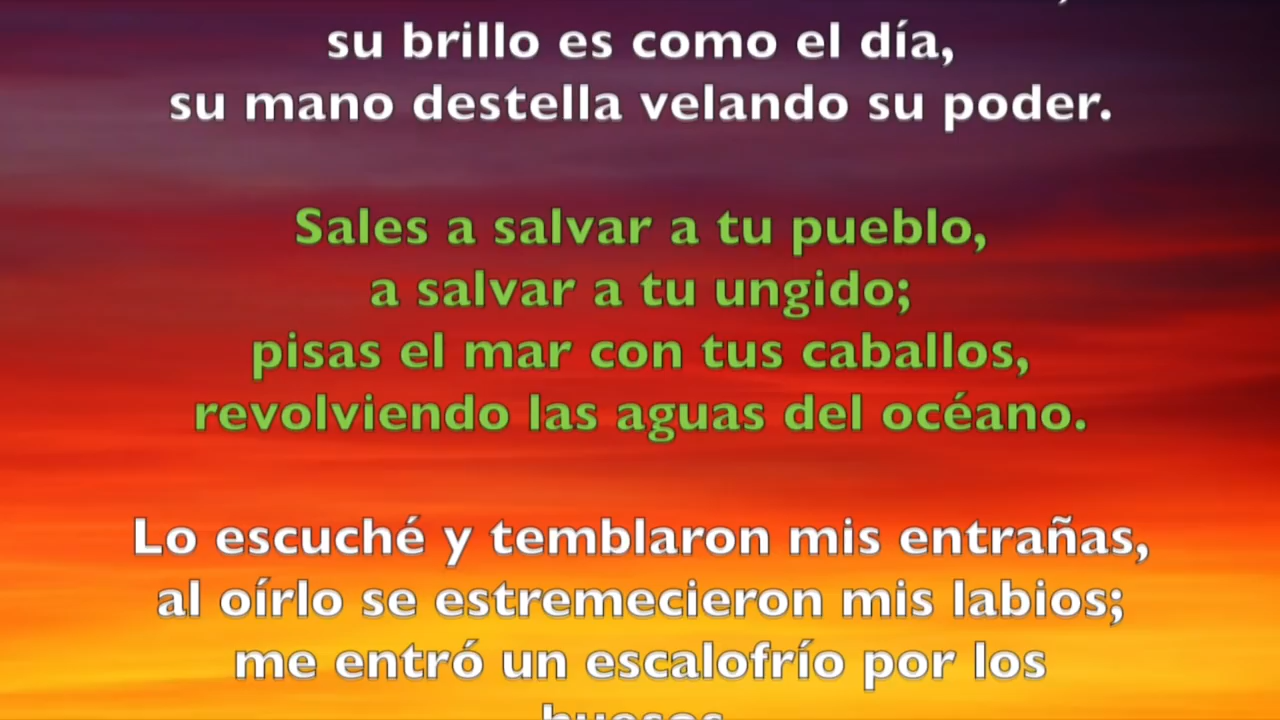 su brillo es como el día,
su mano destella velando su poder.
Sales a salvar a tu pueblo,
a salvar a tu ungido;
pisas el mar con tus caballos,
revolviendo las aguas del océano.
Lo escuché y temblaron mis entrañas,
al oírlo se estremecieron mis labios;
me entró un escalofrío por los